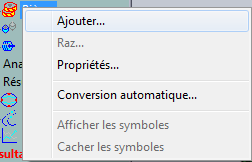 Ajouter...
Raz...
Propriétés...
Ana
Conversion automatique...
Rés
Afficher les symboles
Cacher les symboles
sulta